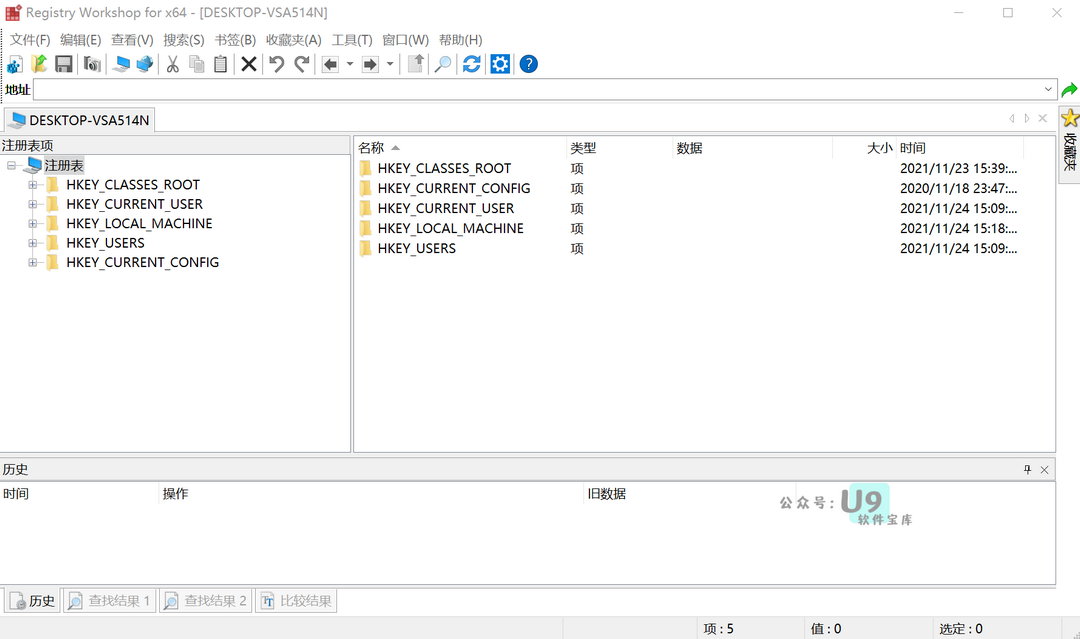 Registry Workshop for x64 - [DESKTOP-VSA514N]
文件(F) 编辑(E) 查看(V) 搜索(S) 书签(B) 收藏夹(A) 工具(T) 窗口(W) 帮助(H)
地址
DESKTOP-VSA514N
收藏夹
注册表项
注册表
HKEY_CLASSES_ROOT
HKEY_CURRENT_USER
HKEY_LOCAL_MACHINE
HKEY_USERS
HKEY_CURRENT_CONFIG
名称 类型 数据 大小 时间
HKEY_CLASSES_ROOT 项 2021/11/23 15:39:...
HKEY_CURRENT_CONFIG 项 2020/11/18 23:47:...
HKEY_CURRENT_USER 项 2021/11/24 15:09:...
HKEY_LOCAL_MACHINE 项 2021/11/24 15:18:...
HKEY_USERS 项 2021/11/24 15:09:...
历史
时间 操作 旧数据
公众号: U9
软件宝库
历史 查找结果 1 查找结果 2 比较结果
项 : 5 值 : 0 选定 : 0